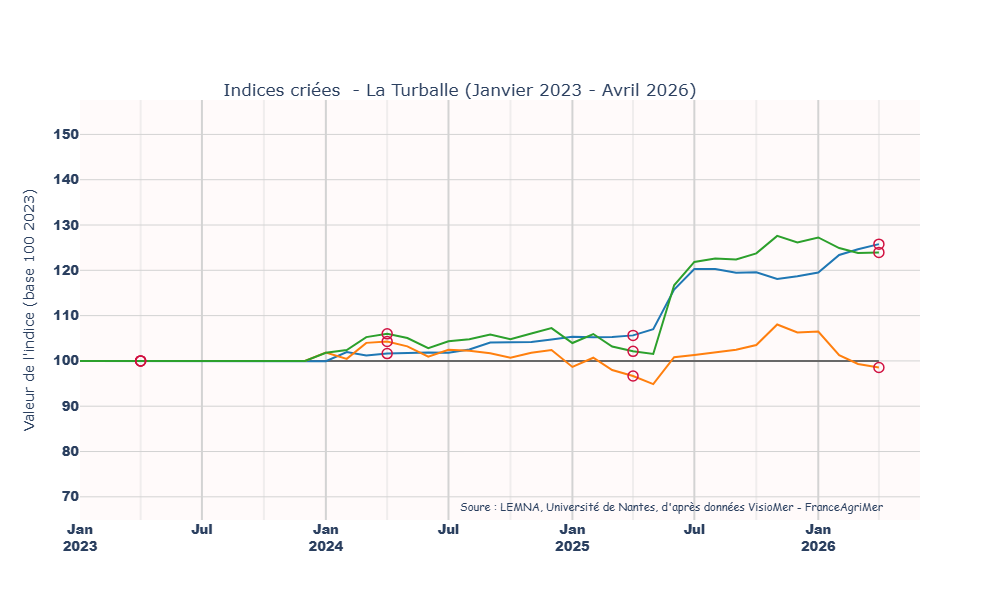 Indices criées - La Turballe (Janvier 2023 - Avril 2026)
Valeur de l'indice (base 100 2023)
150
140
130
120
110
100
90
80
70
Soure : LEMNA, Université de Nantes, d'après données VisioMer - FranceAgriMer
Jan Jul Jan Jul Jan Jul Jan
2023 2024 2025 2026